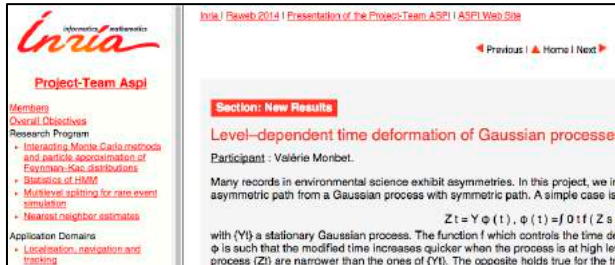 Inria | Raweb 2014 | Presentation of the Project-Team ASPI | ASPI Web Site
informatics mathematics
Inria
Previous | Home | Next
Project-Team Aspi
Members
Overall Objectives
Research Program
Interacting Monte Carlo methods
and particle approximation of
Feynman–Kac distributions
Statistics of HMM
Multilevel splitting for rare event
simulation
Nearest neighbor estimates
Application Domains
Localisation, navigation and
tracking
Section: New Results
Level–dependent time deformation of Gaussian processes
Participant : Valérie Monbet.
Many records in environmental science exhibit asymmetries. In this project, we in
asymmetric path from a Gaussian process with symmetric path. A simple case is
Z t = Y φ ( t ) , φ ( t ) = ∫ 0 t f ( Z s
with {Yt} a stationary Gaussian process. The function f which controls the time de
φ is such that the modified time increases quicker when the process is at high le
process {Zt} are narrower than the ones of {Yt}. The opposite holds true for the tr